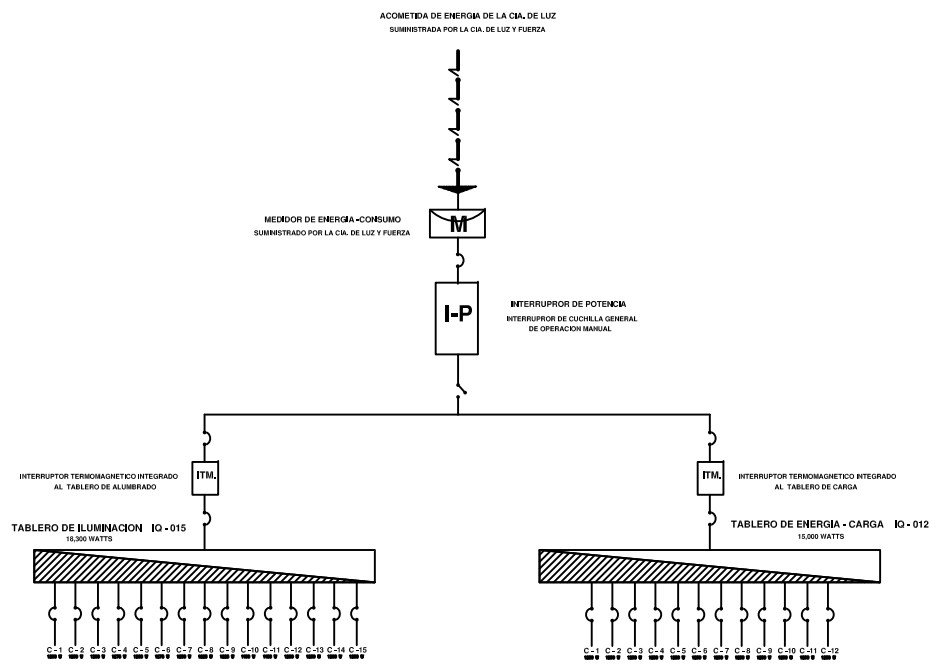 ACOMETIDA DE ENERGIA DE LA CIA. DE LUZ
SUMINISTRADA POR LA CIA. DE LUZ Y FUERZA
MEDIDOR DE ENERGIA -CONSUMO
SUMINISTRADO POR LA CIA. DE LUZ Y FUERZA
M
I-P
INTERRUPROR DE POTENCIA
INTERRUPROR DE CUCHILLA GENERAL
DE OPERACION MANUAL
INTERRUPTOR TERMOMAGNETICO INTEGRADO
AL TABLERO DE ALUMBRADO
ITM.
ITM.
INTERRUPTOR TERMOMAGNETICO INTEGRADO
AL TABLERO DE CARGA
TABLERO DE ILUMINACION IQ - 015
18,300 WATTS
TABLERO DE ENERGIA - CARGA IQ - 012
15,000 WATTS
C - 1 C - 2 C - 3 C - 4 C - 5 C - 6 C - 7 C - 8 C - 9 C -10 C -11 C -12 C -13 C -14 C -15
C - 1 C - 2 C - 3 C - 4 C - 5 C - 6 C - 7 C - 8 C - 9 C -10 C -11 C -12